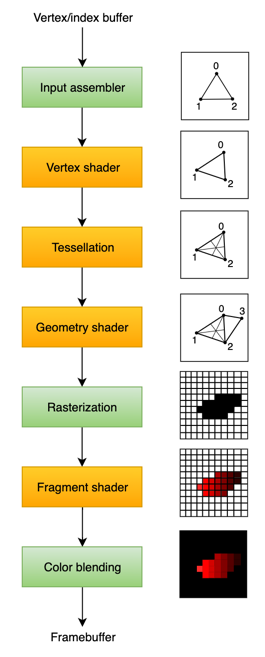 Vertex/index buffer
Input assembler
0
1 2
Vertex shader
0
1
2
Tessellation
0
1
2
Geometry shader
0 3
1
2
Rasterization
Fragment shader
Color blending
Framebuffer